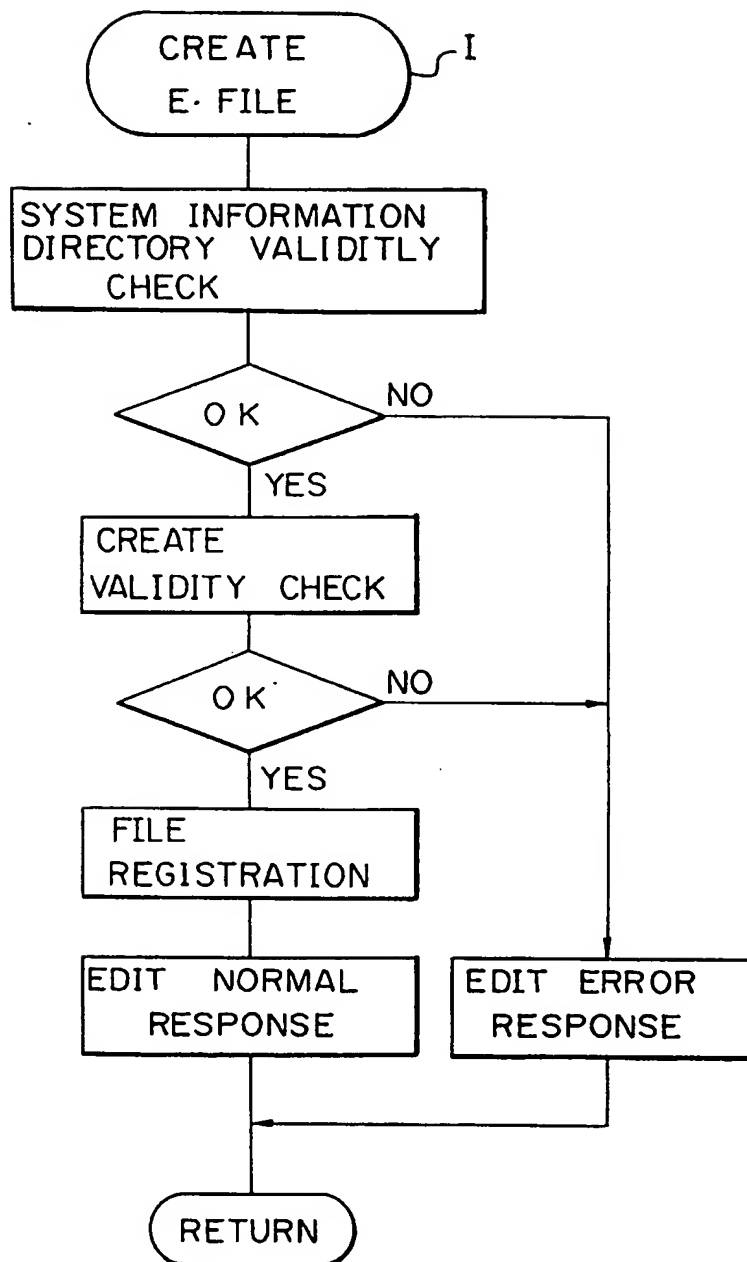 CREATE
E. FILE
I
SYSTEM INFORMATION
DIRECTORY VALIDITLY
CHECK
OK
NO
YES
CREATE
VALIDITY CHECK
OK
NO
YES
FILE
REGISTRATION
EDIT NORMAL
RESPONSE
EDIT ERROR
RESPONSE
RETURN